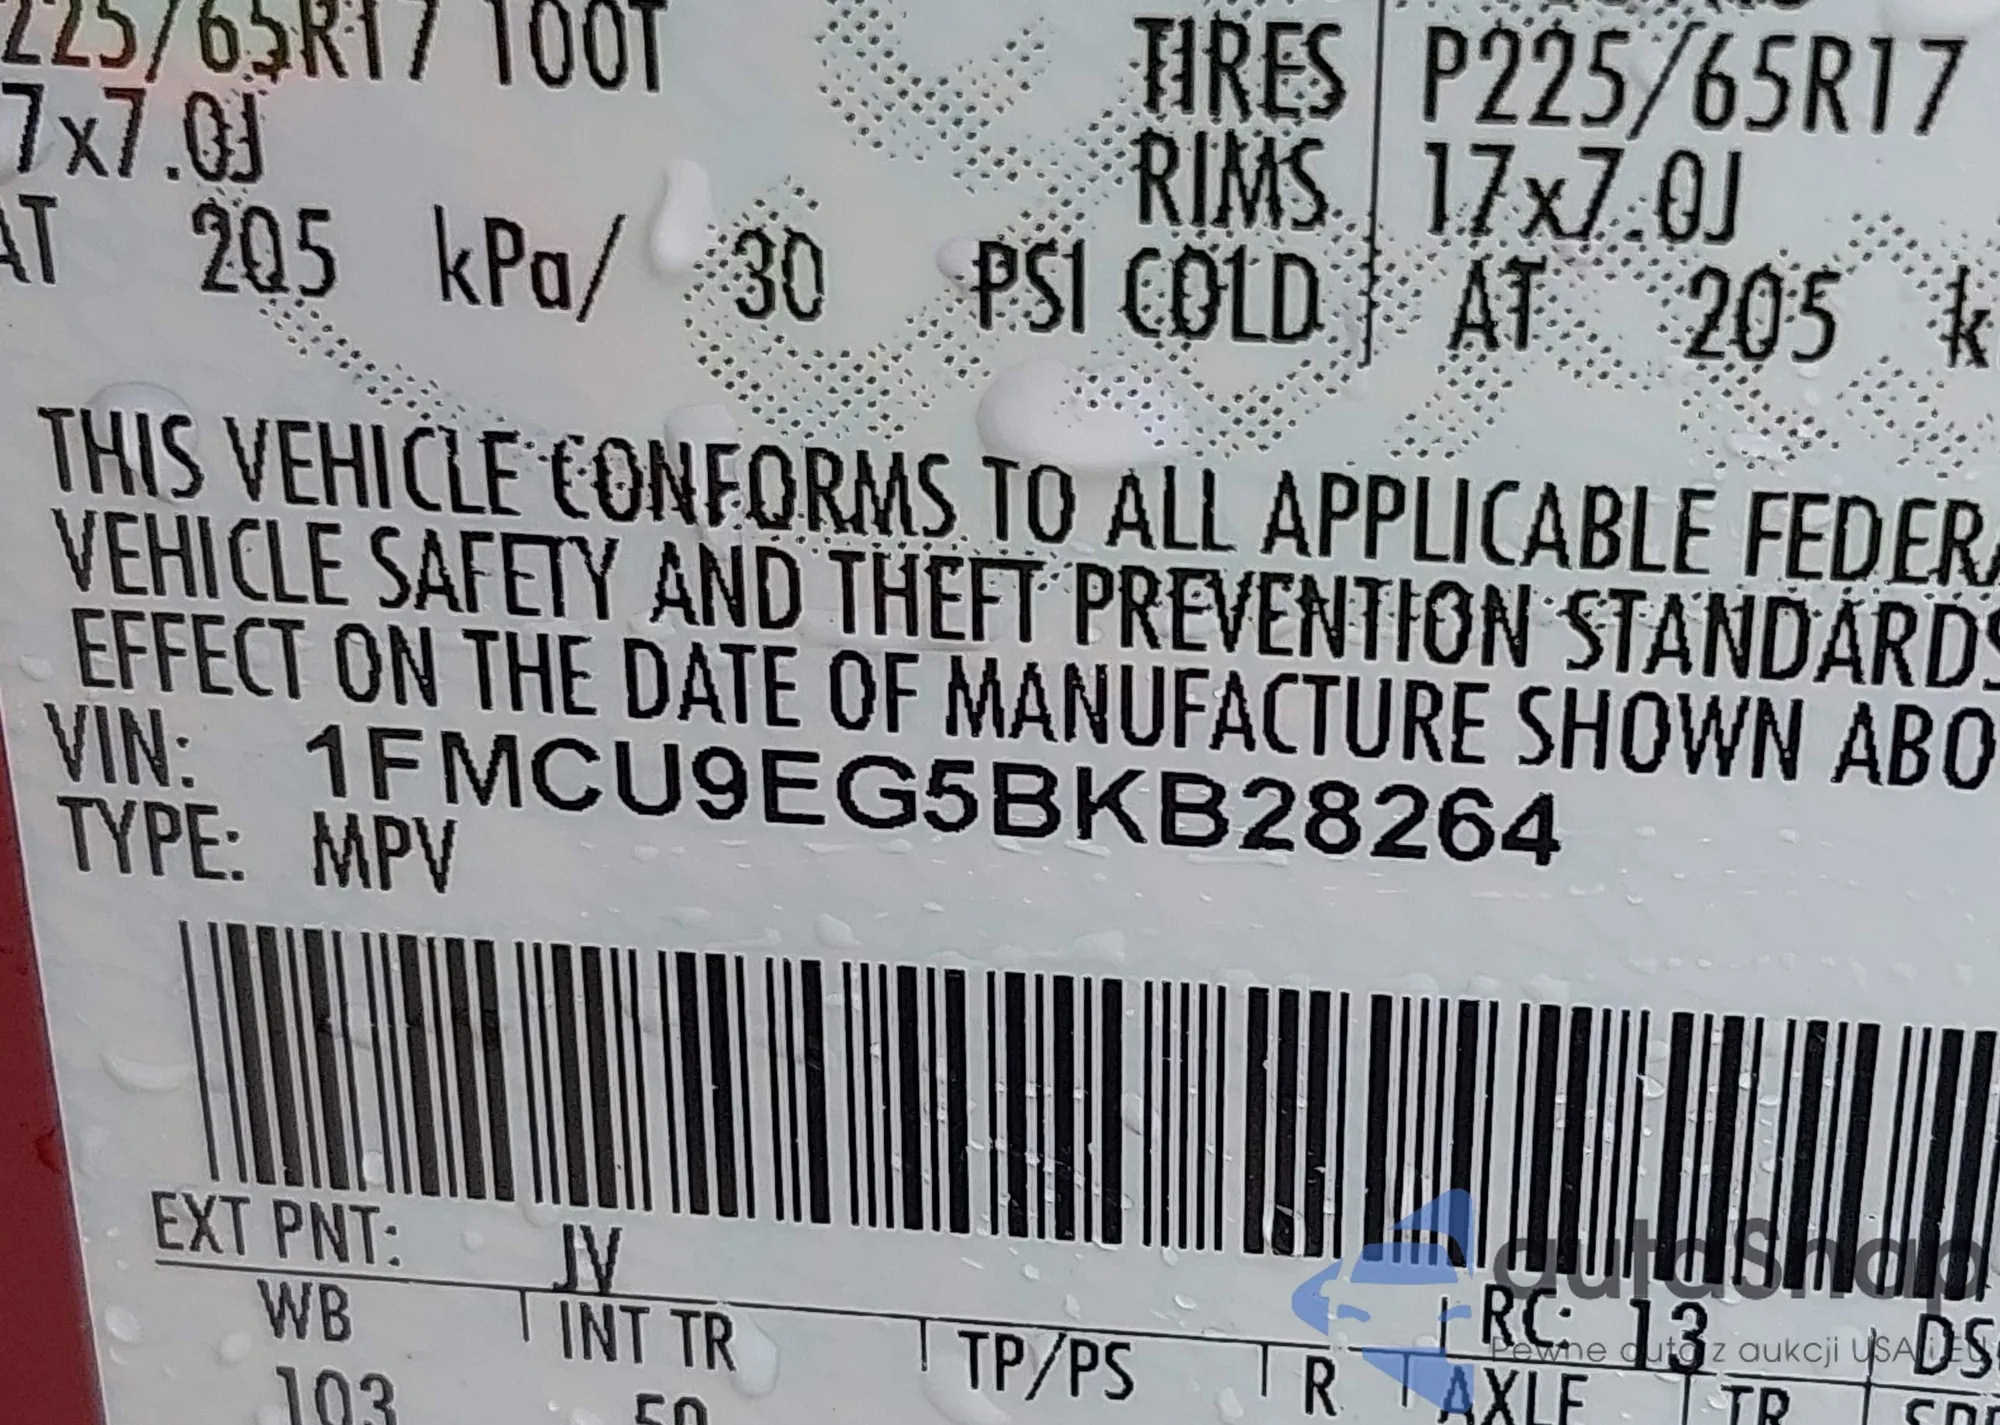 225/65R17 100T TIRES P225/65R17
7x7.0J RIMS 17x7.0J
AT 205 kPa/ 30 PSI COLD AT 205 k
THIS VEHICLE CONFORMS TO ALL APPLICABLE FEDERA
VEHICLE SAFETY AND THEFT PREVENTION STANDARDS
EFFECT ON THE DATE OF MANUFACTURE SHOWN ABO
VIN: 1FMCU9EG5BKB28264
TYPE: MPV
EXT PNT: JV RC: 13 DS
WB INT TR TP/PS R AXLE TR SPR
103 50
autoSnap
Pewne auta z aukcji USA i EU